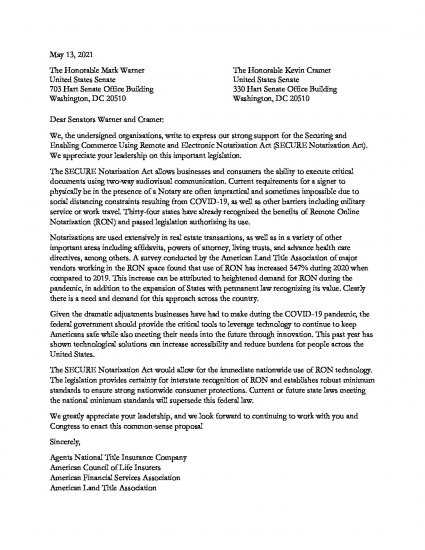 May 13, 2021
The Honorable Mark Warner
United States Senate
703 Hart Senate Office Building
Washington, DC 20510
The Honorable Kevin Cramer
United States Senate
330 Hart Senate Office Building
Washington, DC 20510
Dear Senators Warner and Cramer:
We, the undersigned organizations, write to express our strong support for the Securing and
Enabling Commerce Using Remote and Electronic Notarization Act (SECURE Notarization Act).
We appreciate your leadership on this important legislation.
The SECURE Notarization Act allows businesses and consumers the ability to execute critical
documents using two-way audiovisual communication. Current requirements for a signer to
physically be in the presence of a Notary are often impractical and sometimes impossible due to
social distancing constraints resulting from COVID-19, as well as other barriers including military
service or work travel. Thirty-four states have already recognized the benefits of Remote Online
Notarization (RON) and passed legislation authorizing its use.
Notarizations are used extensively in real estate transactions, as well as in a variety of other
important areas including affidavits, powers of attorney, living trusts, and advance health care
directives, among others. A survey conducted by the American Land Title Association of major
vendors working in the RON space found that use of RON has increased 547% during 2020 when
compared to 2019. This increase can be attributed to heightened demand for RON during the
pandemic, in addition to the expansion of States with permanent law recognizing its value. Clearly
there is a need and demand for this approach across the country.
Given the dramatic adjustments businesses have had to make during the COVID-19 pandemic, the
federal government should provide the critical tools to leverage technology to continue to keep
Americans safe while also meeting their needs into the future through innovation. This past year has
shown technological solutions can increase accessibility and reduce burdens for people across the
United States.
The SECURE Notarization Act would allow for the immediate nationwide use of RON technology.
The legislation provides certainty for interstate recognition of RON and establishes robust minimum
standards to ensure strong nationwide consumer protections. Current or future state laws meeting
the national minimum standards will supersede this federal law.
We greatly appreciate your leadership, and we look forward to continuing to work with you and
Congress to enact this common-sense proposal
Sincerely,
Agents National Title Insurance Company
American Council of Life Insurers
American Financial Services Association
American Land Title Association